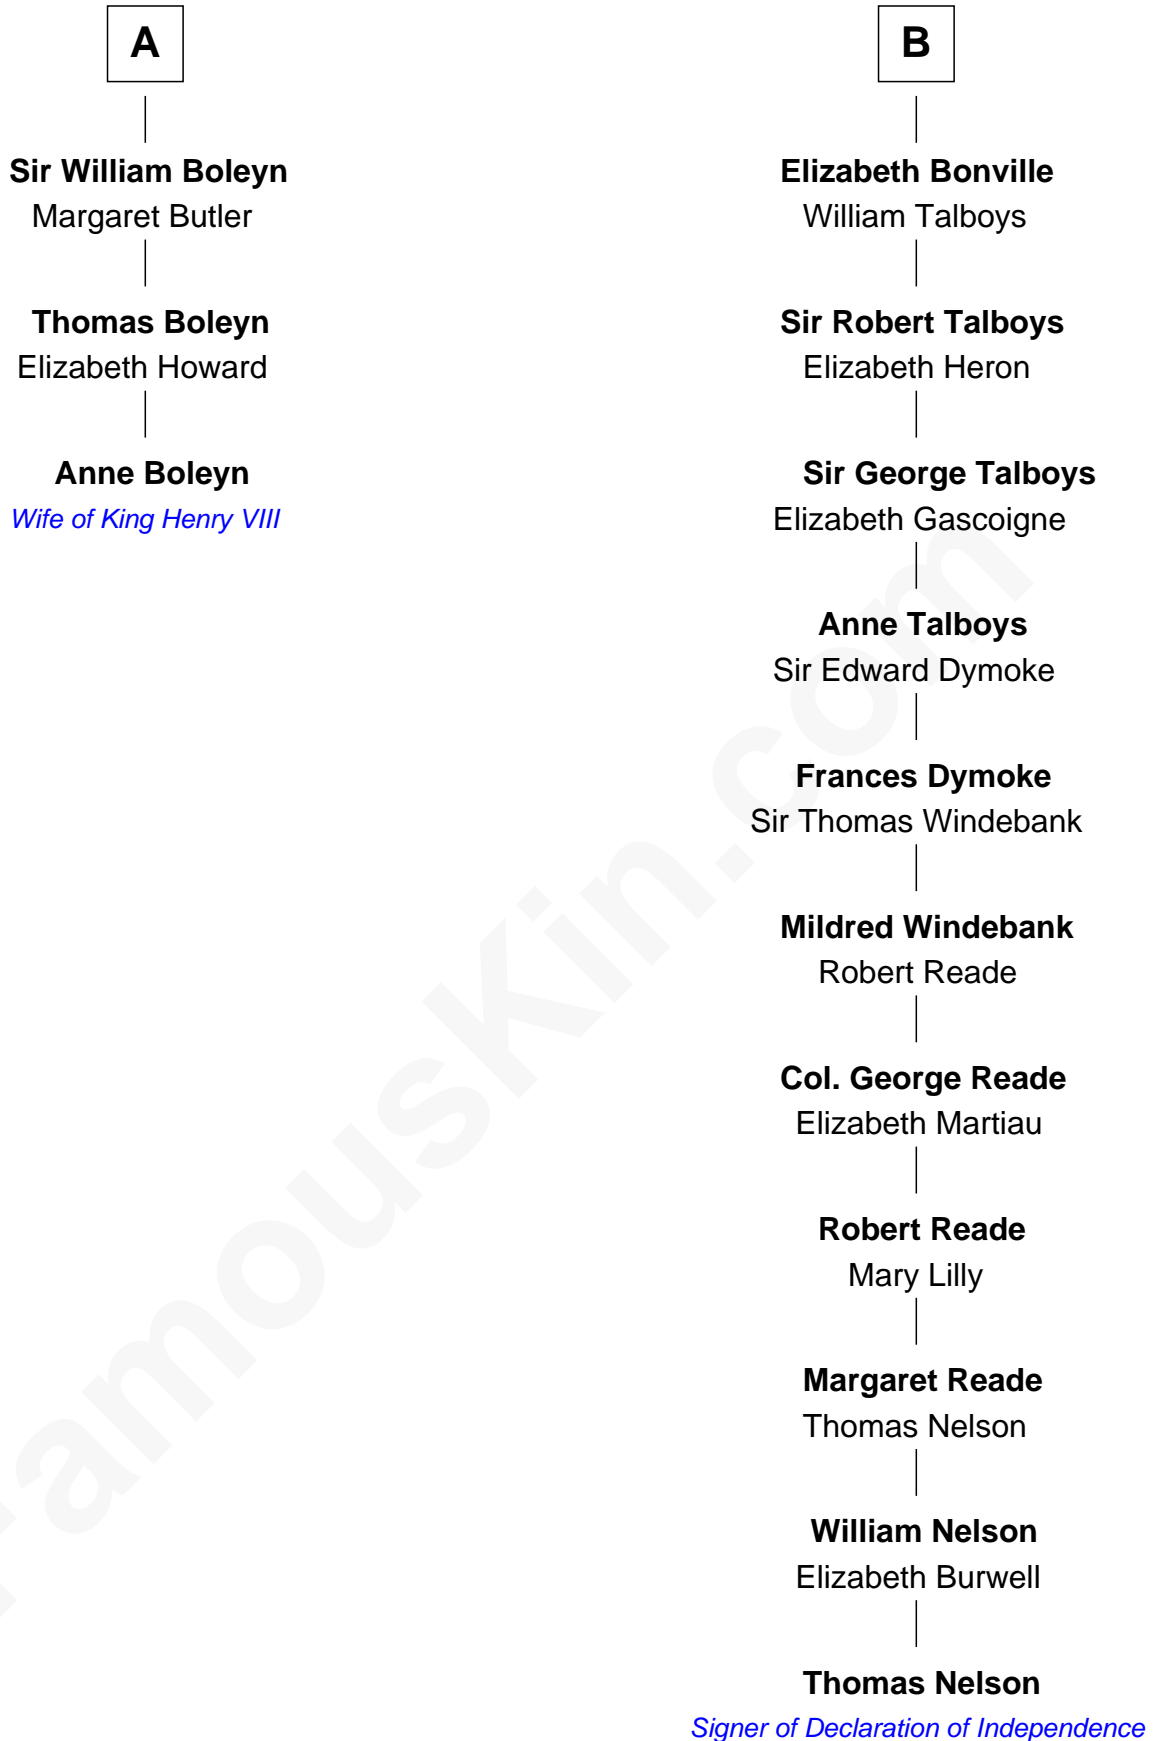 A
Sir William Boleyn
Margaret Butler
Thomas Boleyn
Elizabeth Howard
Anne Boleyn
Wife of King Henry VIII
B
Elizabeth Bonville
William Talboys
Sir Robert Talboys
Elizabeth Heron
Sir George Talboys
Elizabeth Gascoigne
Anne Talboys
Sir Edward Dymoke
Frances Dymoke
Sir Thomas Windebank
Mildred Windebank
Robert Reade
Col. George Reade
Elizabeth Martiau
Robert Reade
Mary Lilly
Margaret Reade
Thomas Nelson
William Nelson
Elizabeth Burwell
Thomas Nelson
Signer of Declaration of Independence
FamousKin.com